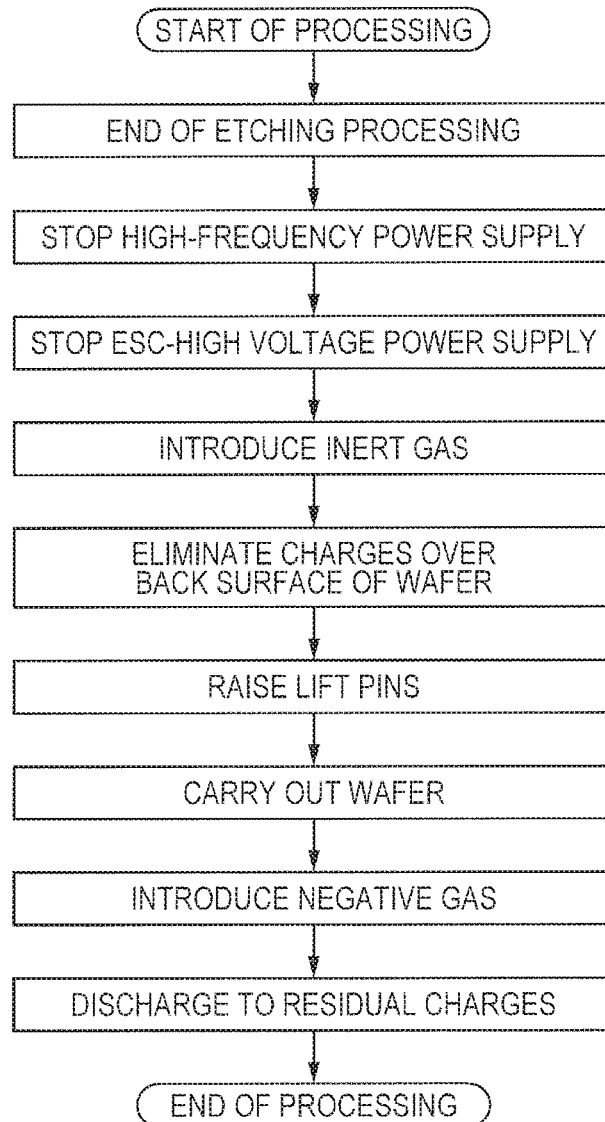 START OF PROCESSING
END OF ETCHING PROCESSING
STOP HIGH-FREQUENCY POWER SUPPLY
STOP ESC-HIGH VOLTAGE POWER SUPPLY
INTRODUCE INERT GAS
ELIMINATE CHARGES OVER
BACK SURFACE OF WAFER
RAISE LIFT PINS
CARRY OUT WAFER
INTRODUCE NEGATIVE GAS
DISCHARGE TO RESIDUAL CHARGES
END OF PROCESSING